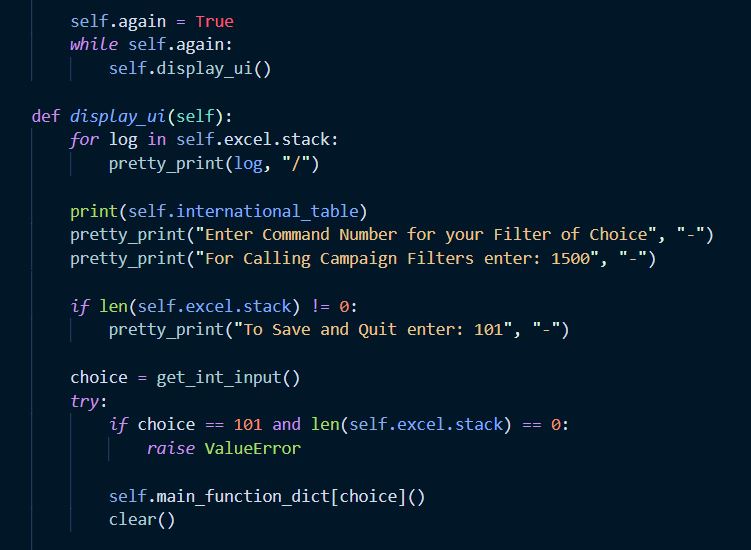 self.again = True
while self.again:
self.display_ui()
def display_ui(self):
for log in self.excel.stack:
pretty_print(log, "/")
print(self.international_table)
pretty_print("Enter Command Number for your Filter of Choice", "-")
pretty_print("For Calling Campaign Filters enter: 1500", "-")
if len(self.excel.stack) != 0:
pretty_print("To Save and Quit enter: 101", "-")
choice = get_int_input()
try:
if choice == 101 and len(self.excel.stack) == 0:
raise ValueError
self.main_function_dict[choice]()
clear()